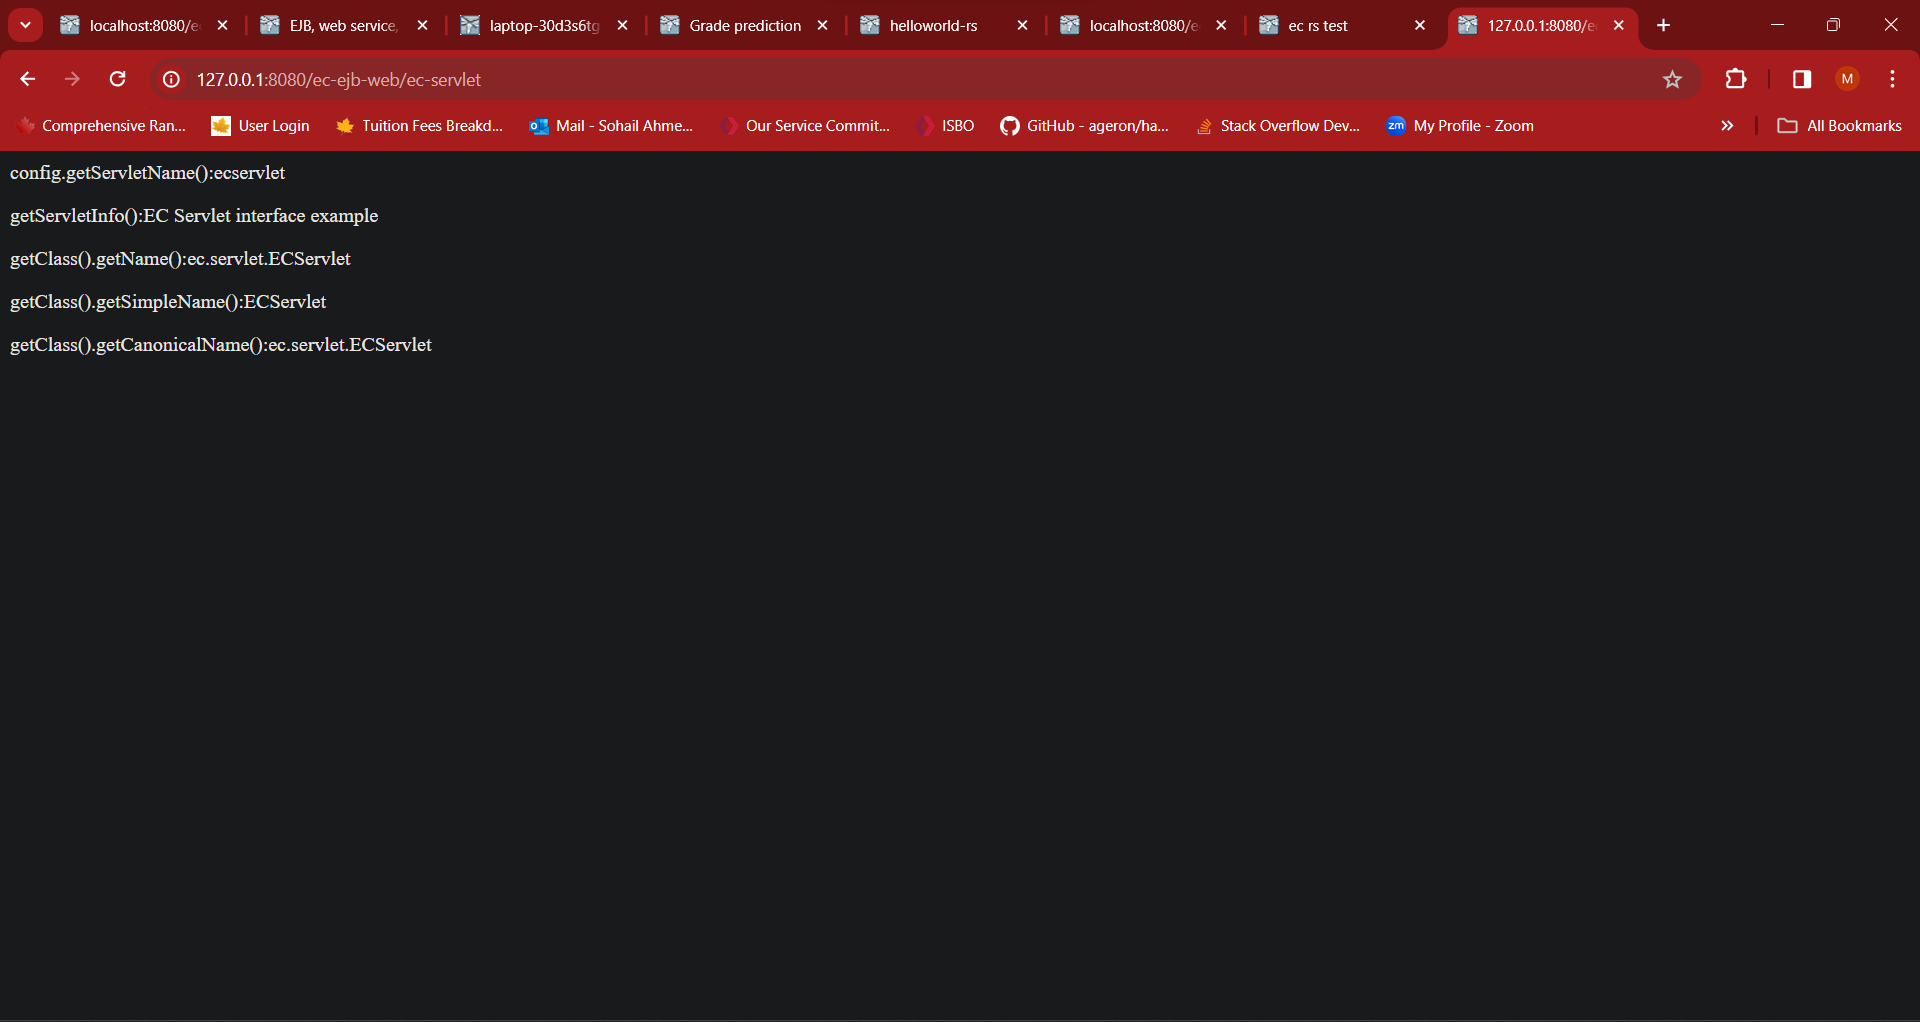 localhost:8080/e
EJB, web service,
laptop-30d3s6tg
Grade prediction
helloworld-rs
localhost:8080/e
ec rs test
127.0.0.1:8080/e
127.0.0.1:8080/ec-ejb-web/ec-servlet
M
Comprehensive Ran...
User Login
Tuition Fees Breakd...
Mail - Sohail Ahme...
Our Service Commit...
ISBO
GitHub - ageron/ha...
Stack Overflow Dev...
zm
My Profile - Zoom
All Bookmarks
config.getServletName():ecservlet
getServletInfo():EC Servlet interface example
getClass().getName():ec.servlet.ECServlet
getClass().getSimpleName():ECServlet
getClass().getCanonicalName():ec.servlet.ECServlet